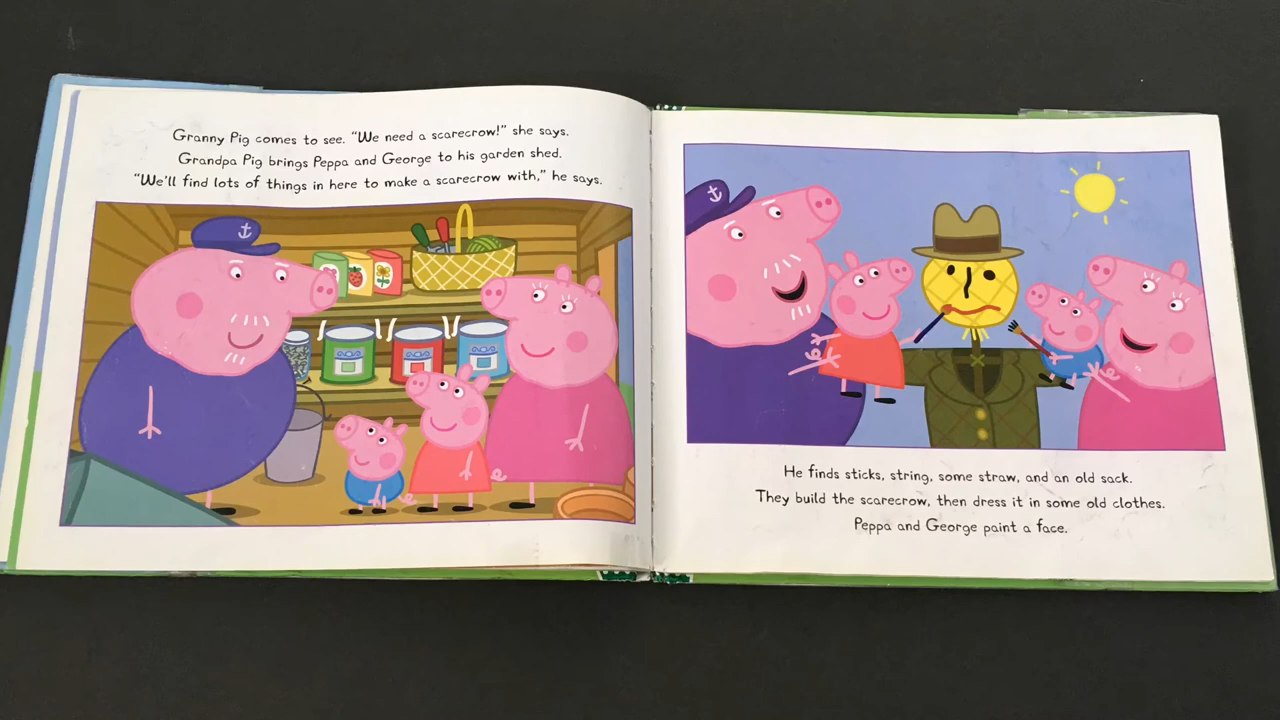 Granny Pig comes to see. “We need a scarecrow!” she says.
Grandpa Pig brings Peppa and George to his garden shed.
“We’ll find lots of things in here to make a scarecrow with,” he says.
He finds sticks, string, some straw, and an old sack.
They build the scarecrow, then dress it in some old clothes.
Peppa and George paint a face.